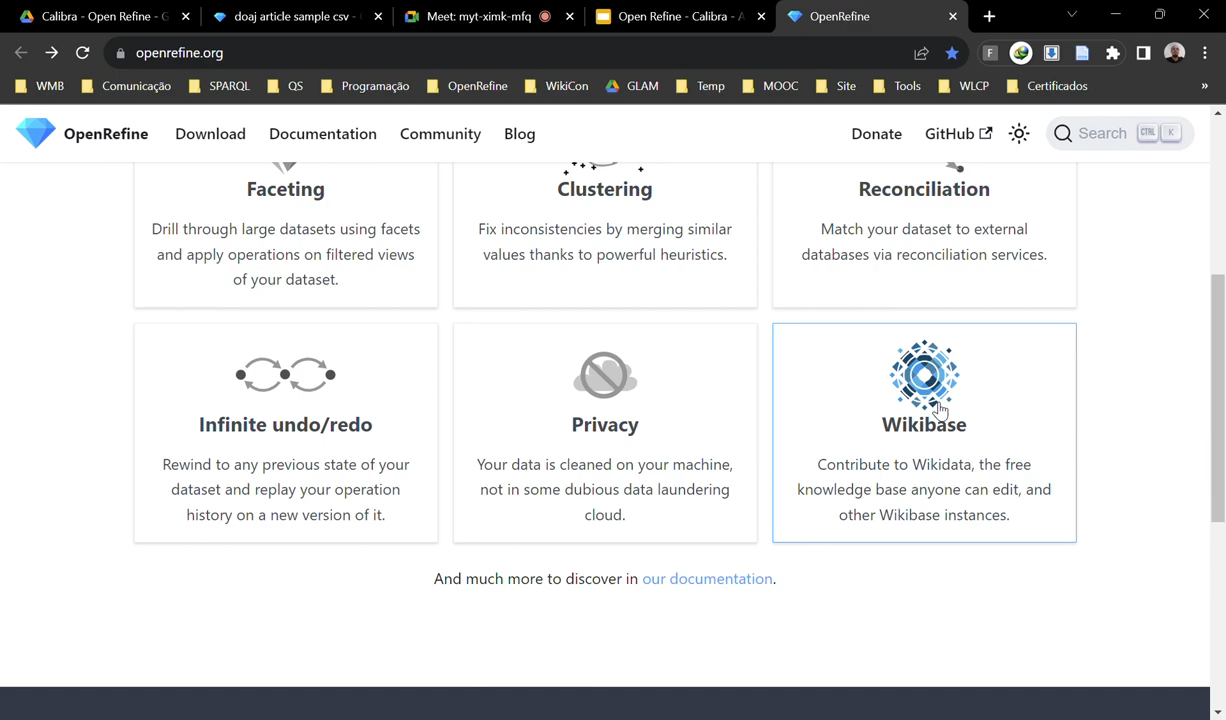 Calibra - Open Refine - G
doaj article sample csv -
Meet: myt-ximk-mfq
Open Refine - Calibra - A
OpenRefine
openrefine.org
F
WMB
Comunicação
SPARQL
QS
Programação
OpenRefine
WikiCon
GLAM
Temp
MOOC
Site
Tools
WLCP
Certificados
»
OpenRefine
Download
Documentation
Community
Blog
Donate
GitHub
Search
CTRL
K
Faceting
Drill through large datasets using facets
and apply operations on filtered views
of your dataset.
Clustering
Fix inconsistencies by merging similar
values thanks to powerful heuristics.
Reconciliation
Match your dataset to external
databases via reconciliation services.
Infinite undo/redo
Rewind to any previous state of your
dataset and replay your operation
history on a new version of it.
Privacy
Your data is cleaned on your machine,
not in some dubious data laundering
cloud.
Wikibase
Contribute to Wikidata, the free
knowledge base anyone can edit, and
other Wikibase instances.
And much more to discover in our documentation.